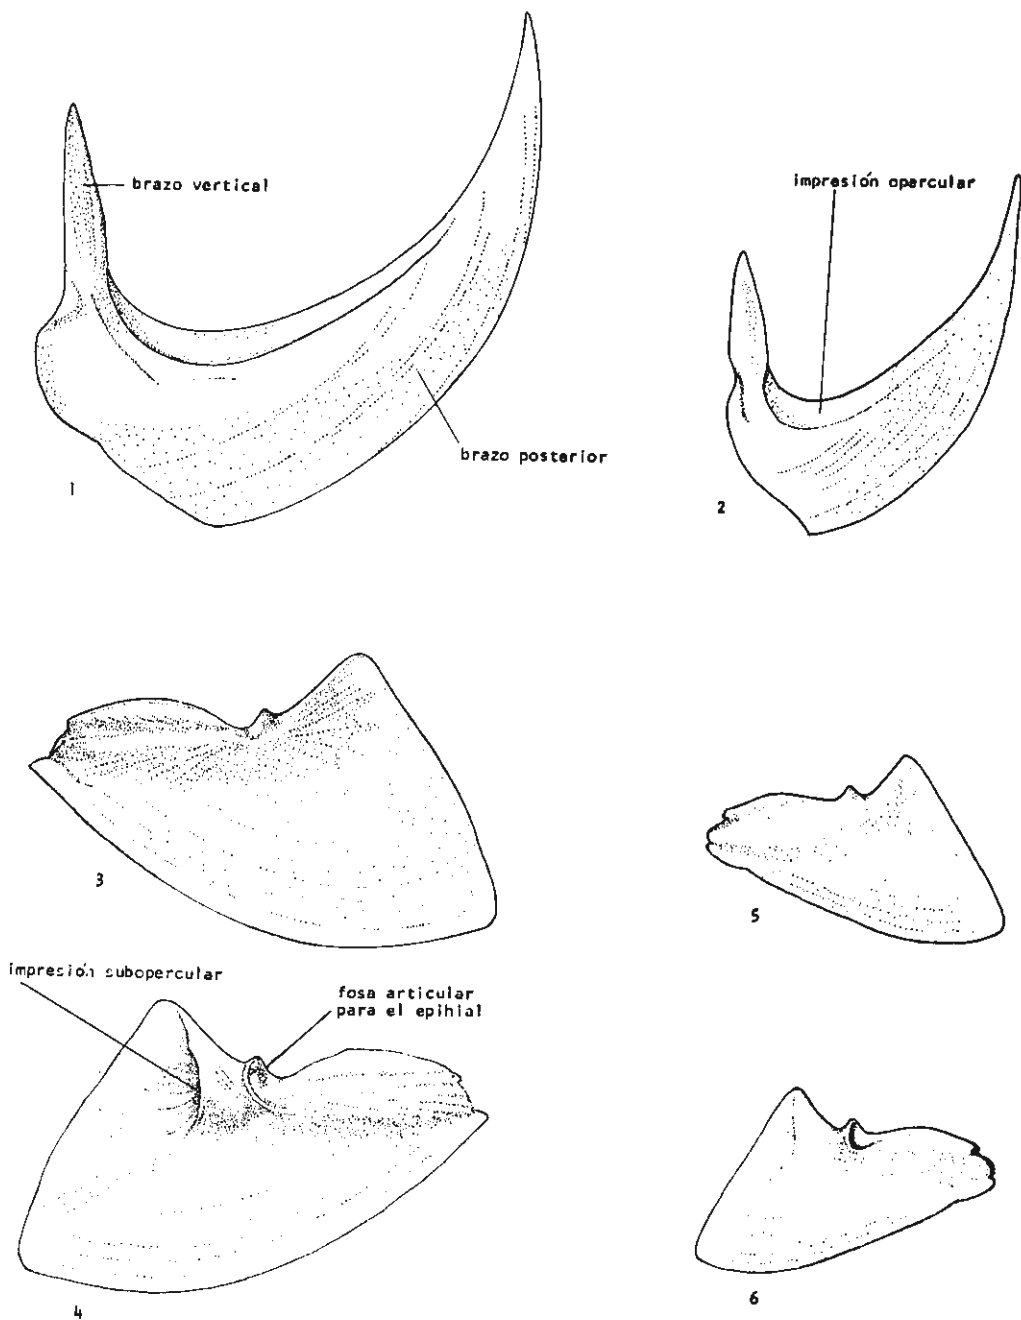 brazo vertical
impresión opercular
brazo posterior
1
2
3
5
impresión subopercular
fosa articular
para el epihial
4
6